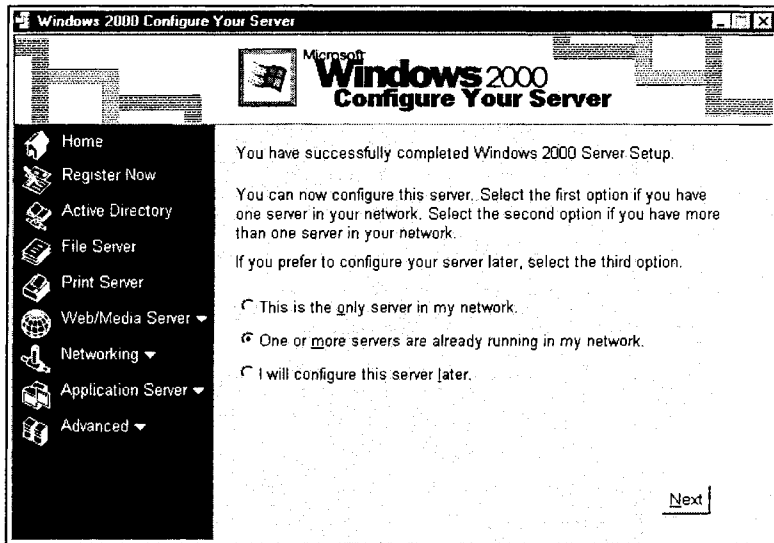 Windows 2000 Configure Your Server
Microsoft
Windows 2000
Configure Your Server
Home
Register Now
Active Directory
File Server
Print Server
Web/Media Server
Networking
Application Server
Advanced
You have successfully completed Windows 2000 Server Setup.
You can now configure this server. Select the first option if you have
one server in your network. Select the second option if you have more
than one server in your network.
If you prefer to configure your server later, select the third option.
This is the only server in my network.
One or more servers are already running in my network.
I will configure this server later.
Next